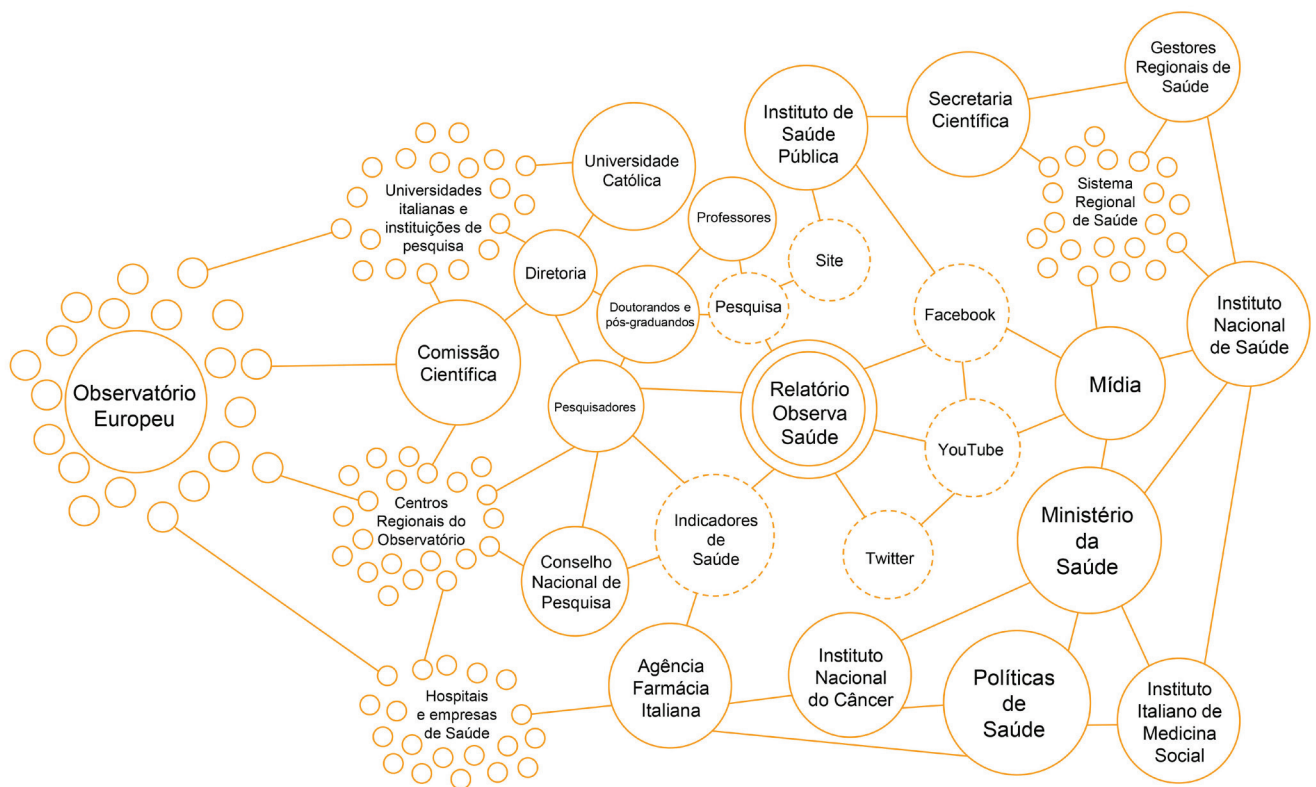 Gestores
Regionais de
Saúde
Secretaria
Científica
Instituto de
Saúde
Pública
Universidade
Católica
Universidades
italianas e
instituições de
pesquisa
Sistema
Regional
de Saúde
Professores
Site
Diretoria
Doutorandos e
pós-graduandos
Pesquisa
Facebook
Instituto
Nacional
de Saúde
Comissão
Científica
Observatório
Europeu
Pesquisadores
Relatório
Observa
Saúde
Mídia
YouTube
Centros
Regionais do
Observatório
Indicadores
de
Saúde
Ministério
da
Saúde
Conselho
Nacional de
Pesquisa
Twitter
Hospitais
e empresas
de Saúde
Agência
Farmácia
Italiana
Instituto
Nacional
do Câncer
Políticas
de
Saúde
Instituto
Italiano de
Medicina
Social